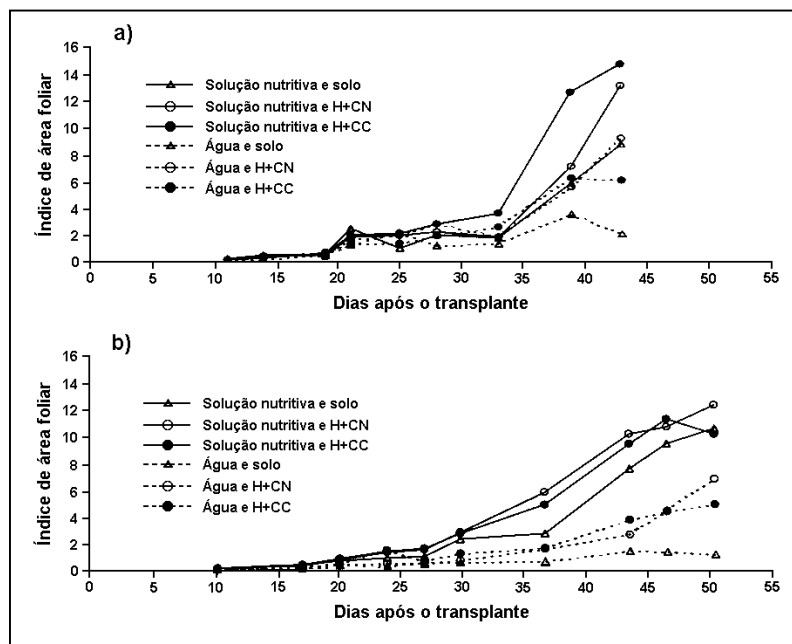 a)
16
14
12
10
8
6
4
2
0
Índice de área foliar
Solução nutritiva e solo
Solução nutritiva e H+CN
Solução nutritiva e H+CC
Água e solo
Água e H+CN
Água e H+CC
0 5 10 15 20 25 30 35 40 45 50 55
Dias após o transplante
b)
16
14
12
10
8
6
4
2
0
Índice de área foliar
Solução nutritiva e solo
Solução nutritiva e H+CN
Solução nutritiva e H+CC
Água e solo
Água e H+CN
Água e H+CC
0 5 10 15 20 25 30 35 40 45 50 55
Dias após o transplante